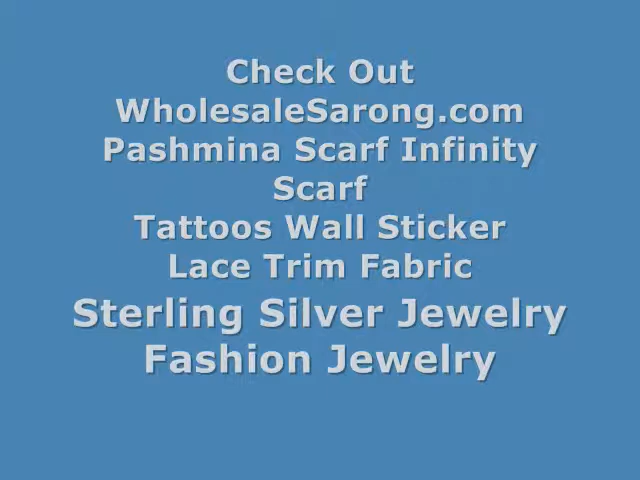 Check Out
WholesaleSarong.com
Pashmina Scarf Infinity
Scarf
Tattoos Wall Sticker
Lace Trim Fabric
Sterling Silver Jewelry
Fashion Jewelry